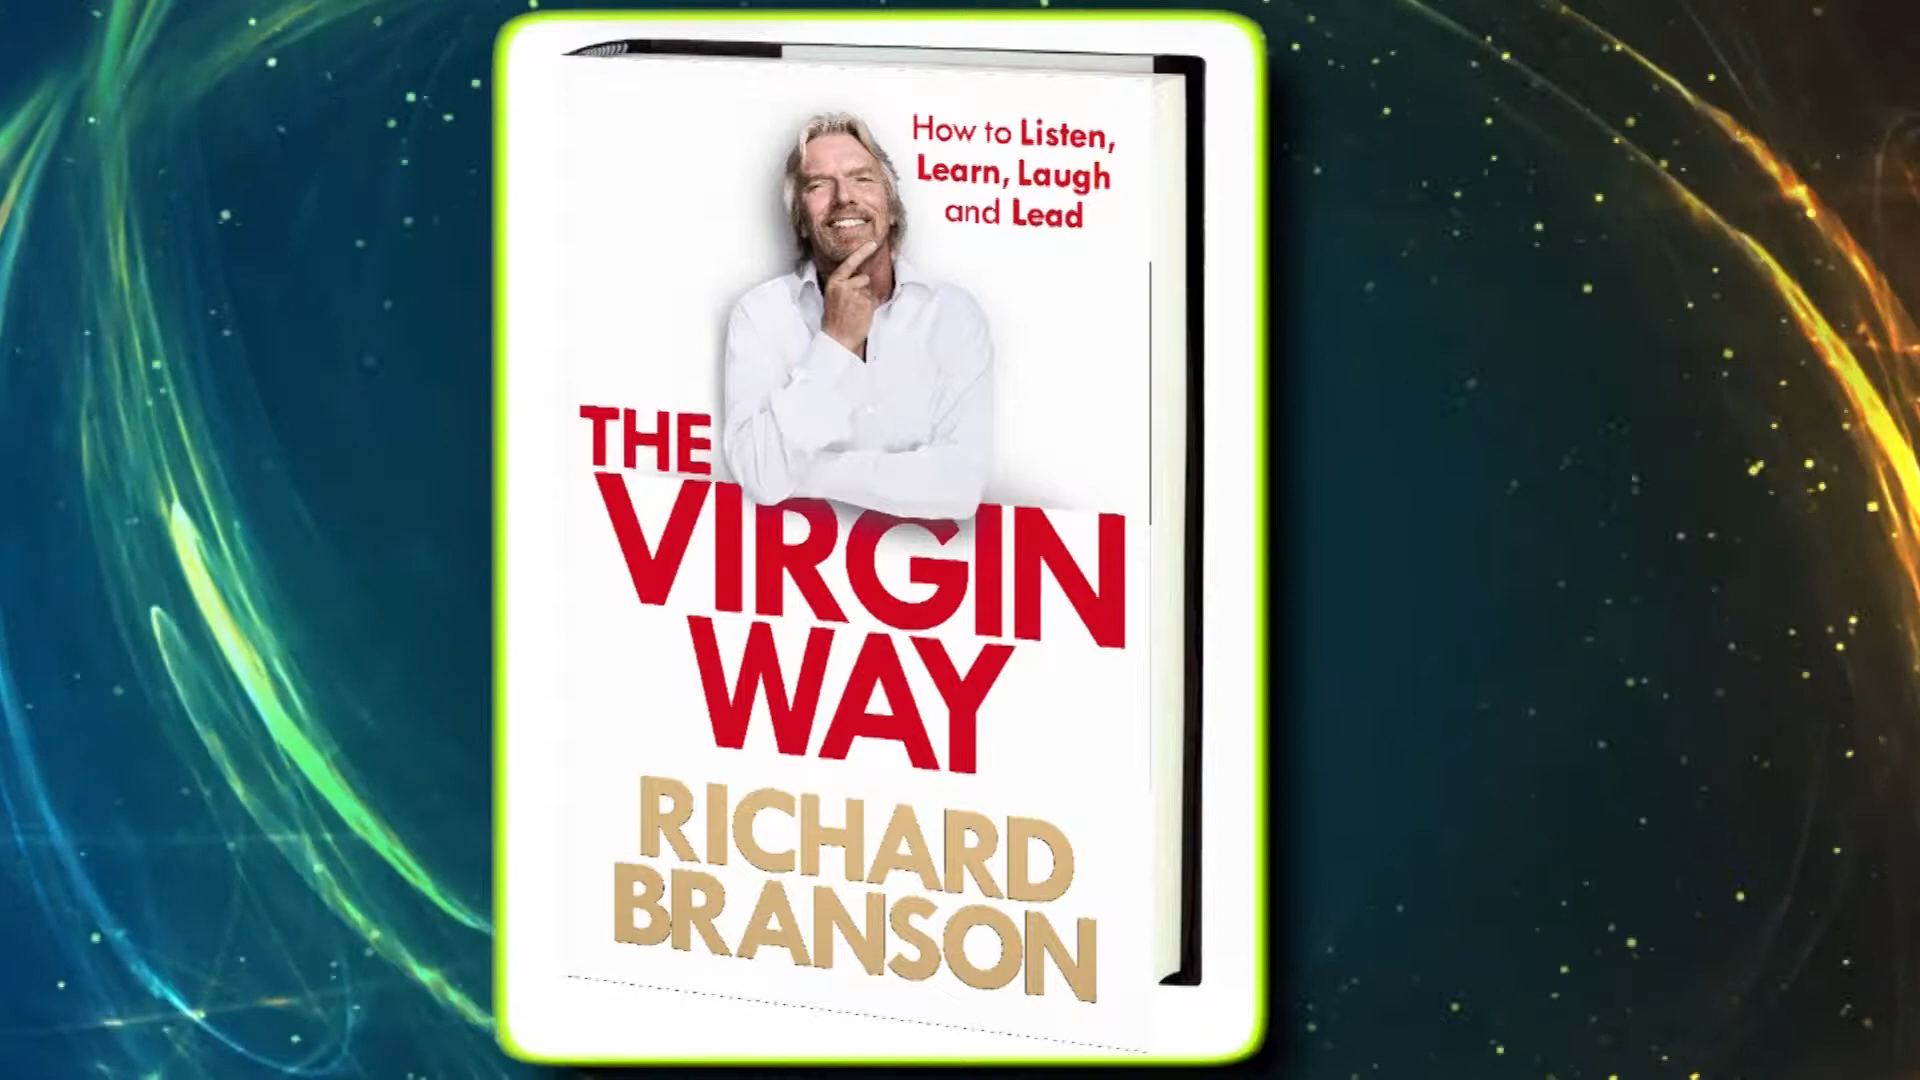 How to Listen,
Learn, Laugh
and Lead
THE
VIRGIN
WAY
RICHARD
BRANSON